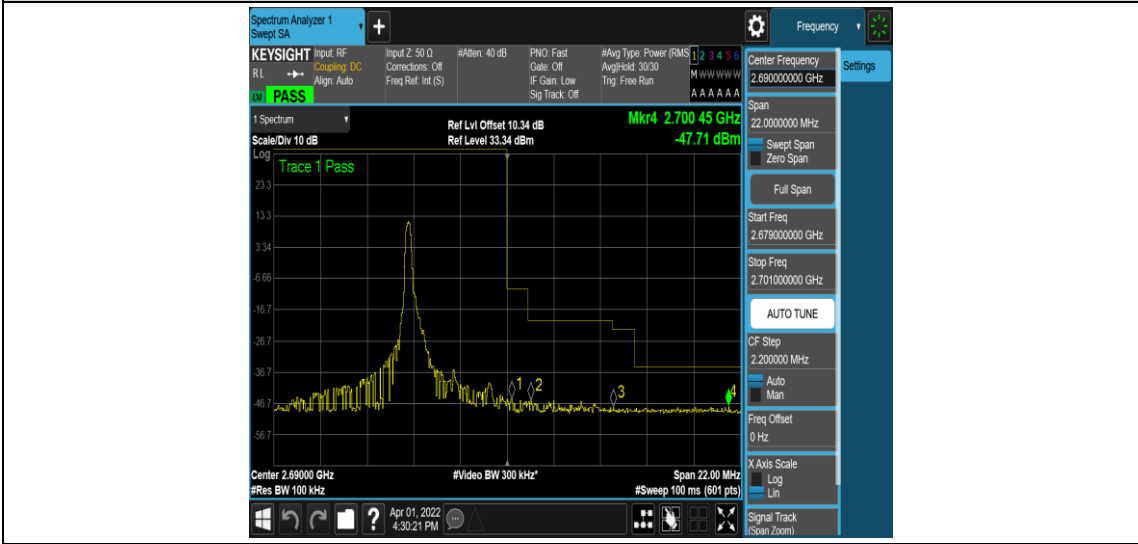 Spectrum Analyzer 1
Swept SA
+
Frequency
KEYSIGHT Input: RF
Coupling: DC
Align: Auto
RL
PASS
Input Z: 50 Ω
Corrections: Off
Freq Ref: Int (S)
#Atten: 40 dB
PNO: Fast
Gate: Off
IF Gain: Low
Sig Track: Off
#Avg Type: Power (RMS
Avg|Hold: 30/30
Trig: Free Run
1 2 3 4 5 6
M W W W W W
A A A A A A
Center Frequency
2.690000000 GHz
Settings
Span
22.0000000 MHz
Swept Span
Zero Span
Full Span
Start Freq
2.679000000 GHz
Stop Freq
2.701000000 GHz
AUTO TUNE
CF Step
2.200000 MHz
Auto
Man
Freq Offset
0 Hz
X Axis Scale
Log
Lin
Signal Track
(Span Zoom)
1 Spectrum
Scale/Div 10 dB
Ref Lvl Offset 10.34 dB
Ref Level 33.34 dBm
Mkr4 2.700 45 GHz
-47.71 dBm
Log
Trace 1 Pass
23.3
13.3
3.34
-6.66
-16.7
-26.7
-36.7
-46.7
-56.7
1
2
3
4
Center 2.69000 GHz
#Video BW 300 kHz*
Span 22.00 MHz
#Res BW 100 kHz
#Sweep 100 ms (601 pts)
?
Apr 01, 2022
4:30:21 PM